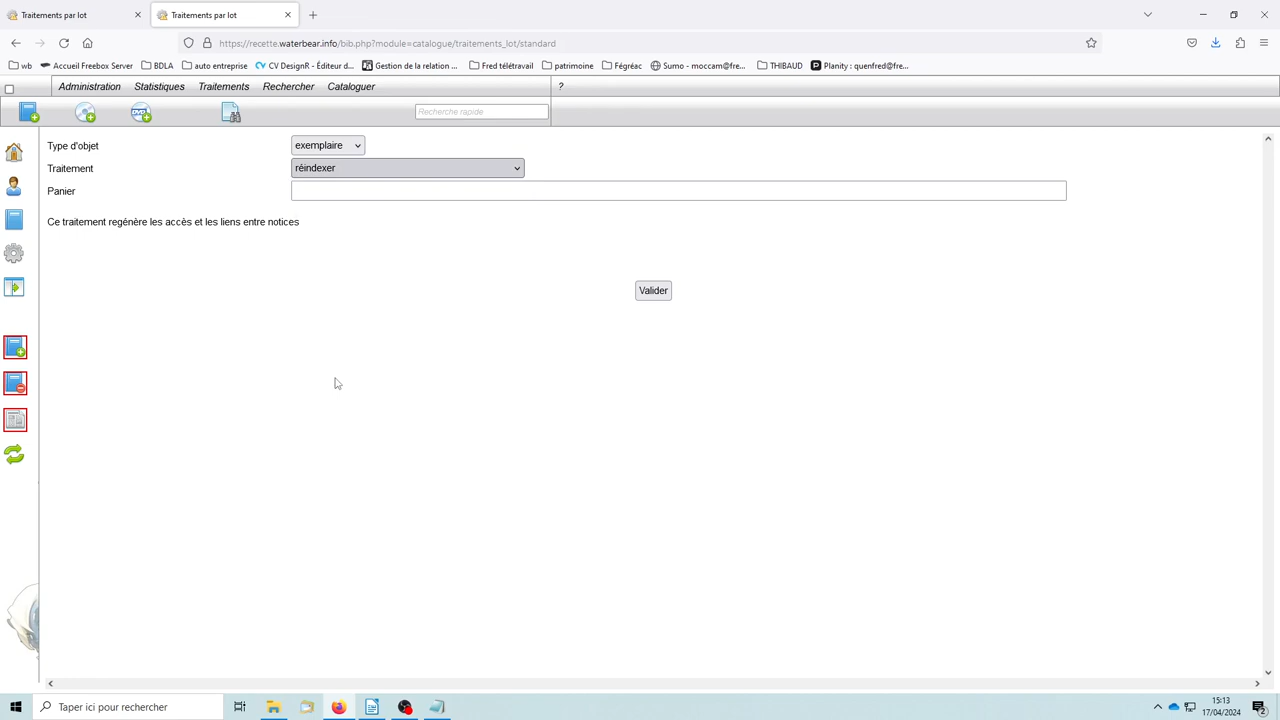 Traitements par lot
Traitements par lot
https://recette.waterbear.info/bib.php?module=catalogue/traitements_lot/standard
wb
Accueil Freebox Server
BDLA
auto entreprise
CV DesignR - Éditeur d...
Gestion de la relation ...
Fred télétravail
patrimoine
Fégréac
Sumo - moccam@fre...
THIBAUD
Planity : quenfred@fre...
Administration Statistiques Traitements Rechercher Cataloguer ?
DVD
Recherche rapide
Type d'objet exemplaire
Traitement réindexer
Panier
Ce traitement regénère les accès et les liens entre notices
Valider
Taper ici pour rechercher
15:13
17/04/2024
2